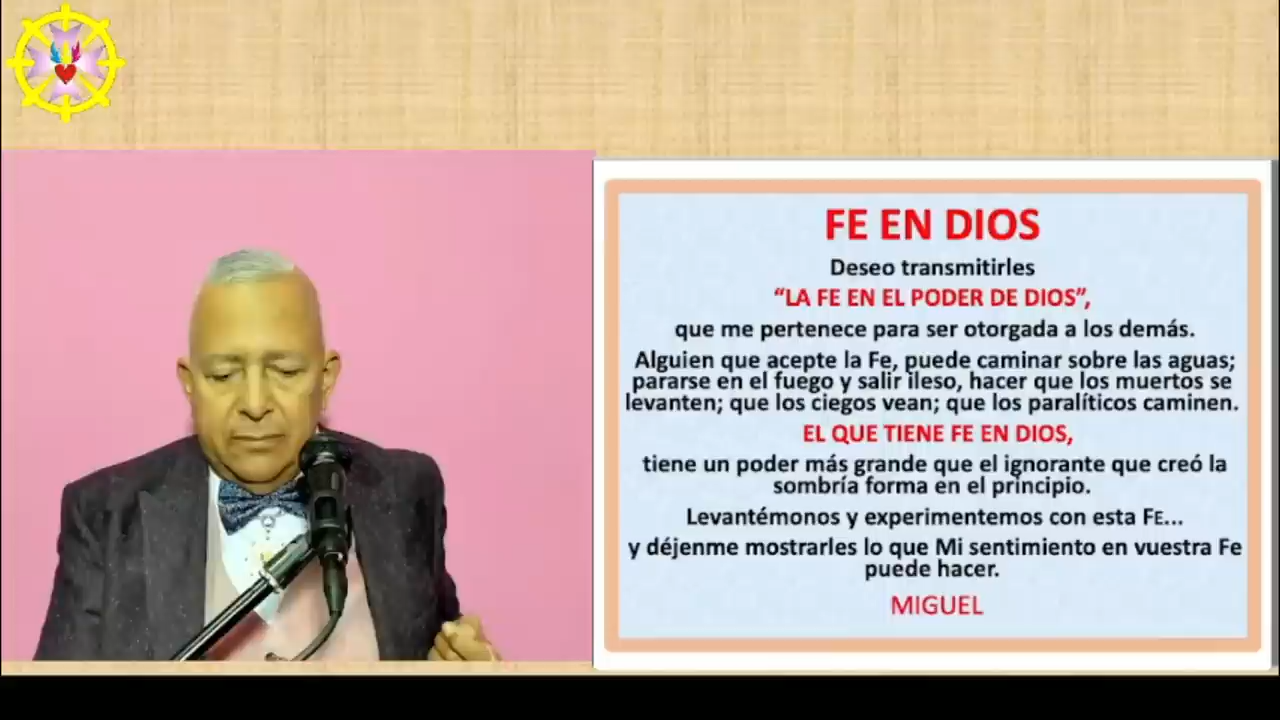 FE EN DIOS
Deseo transmitirles
“LA FE EN EL PODER DE DIOS”,
que me pertenece para ser otorgada a los demás.
Alguien que acepte la Fe, puede caminar sobre las aguas;
pararse en el fuego y salir ileso, hacer que los muertos se
levanten; que los ciegos vean; que los paralíticos caminen.
EL QUE TIENE FE EN DIOS,
tiene un poder más grande que el ignorante que creó la
sombría forma en el principio.
Levantémonos y experimentemos con esta FE...
y déjenme mostrarles lo que Mi sentimiento en vuestra Fe
puede hacer.
MIGUEL